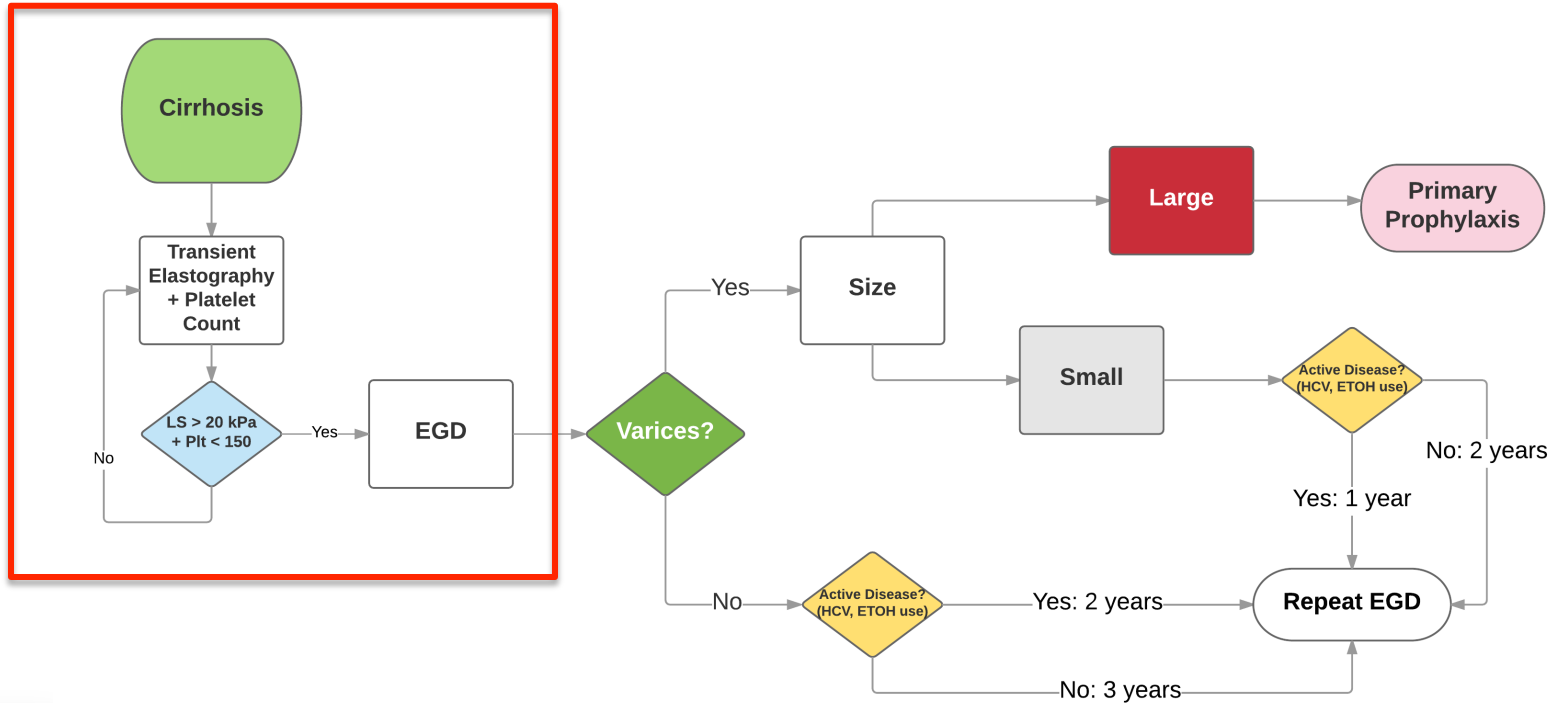 Cirrhosis
Transient
Elastography
+ Platelet
Count
LS > 20 kPa
+ Plt < 150
No
Yes
EGD
Varices?
Yes
Size
Large
Primary
Prophylaxis
Small
Active Disease?
(HCV, ETOH use)
No: 2 years
Yes: 1 year
No
Active Disease?
(HCV, ETOH use)
Yes: 2 years
Repeat EGD
No: 3 years